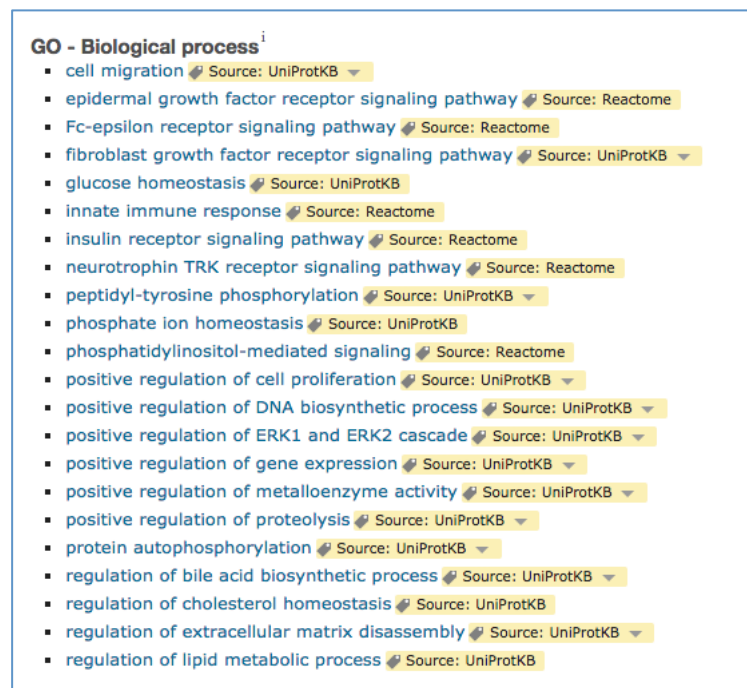 GO - Biological process i
cell migration Source: UniProtKB
epidermal growth factor receptor signaling pathway Source: Reactome
Fc-epsilon receptor signaling pathway Source: Reactome
fibroblast growth factor receptor signaling pathway Source: UniProtKB
glucose homeostasis Source: UniProtKB
innate immune response Source: Reactome
insulin receptor signaling pathway Source: Reactome
neurotrophin TRK receptor signaling pathway Source: Reactome
peptidyl-tyrosine phosphorylation Source: UniProtKB
phosphate ion homeostasis Source: UniProtKB
phosphatidylinositol-mediated signaling Source: Reactome
positive regulation of cell proliferation Source: UniProtKB
positive regulation of DNA biosynthetic process Source: UniProtKB
positive regulation of ERK1 and ERK2 cascade Source: UniProtKB
positive regulation of gene expression Source: UniProtKB
positive regulation of metalloenzyme activity Source: UniProtKB
positive regulation of proteolysis Source: UniProtKB
protein autophosphorylation Source: UniProtKB
regulation of bile acid biosynthetic process Source: UniProtKB
regulation of cholesterol homeostasis Source: UniProtKB
regulation of extracellular matrix disassembly Source: UniProtKB
regulation of lipid metabolic process Source: UniProtKB